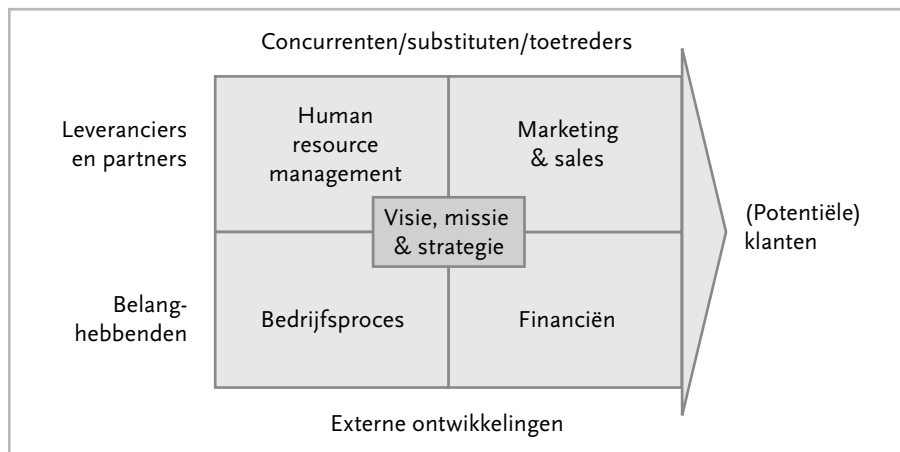 Concurrenten/substituten/toetreders
Leveranciers
en partners
Human
resource
management
Marketing
& sales
Visie, missie
& strategie
(Potentiële)
klanten
Belang-
hebbenden
Bedrijfsproces
Financiën
Externe ontwikkelingen